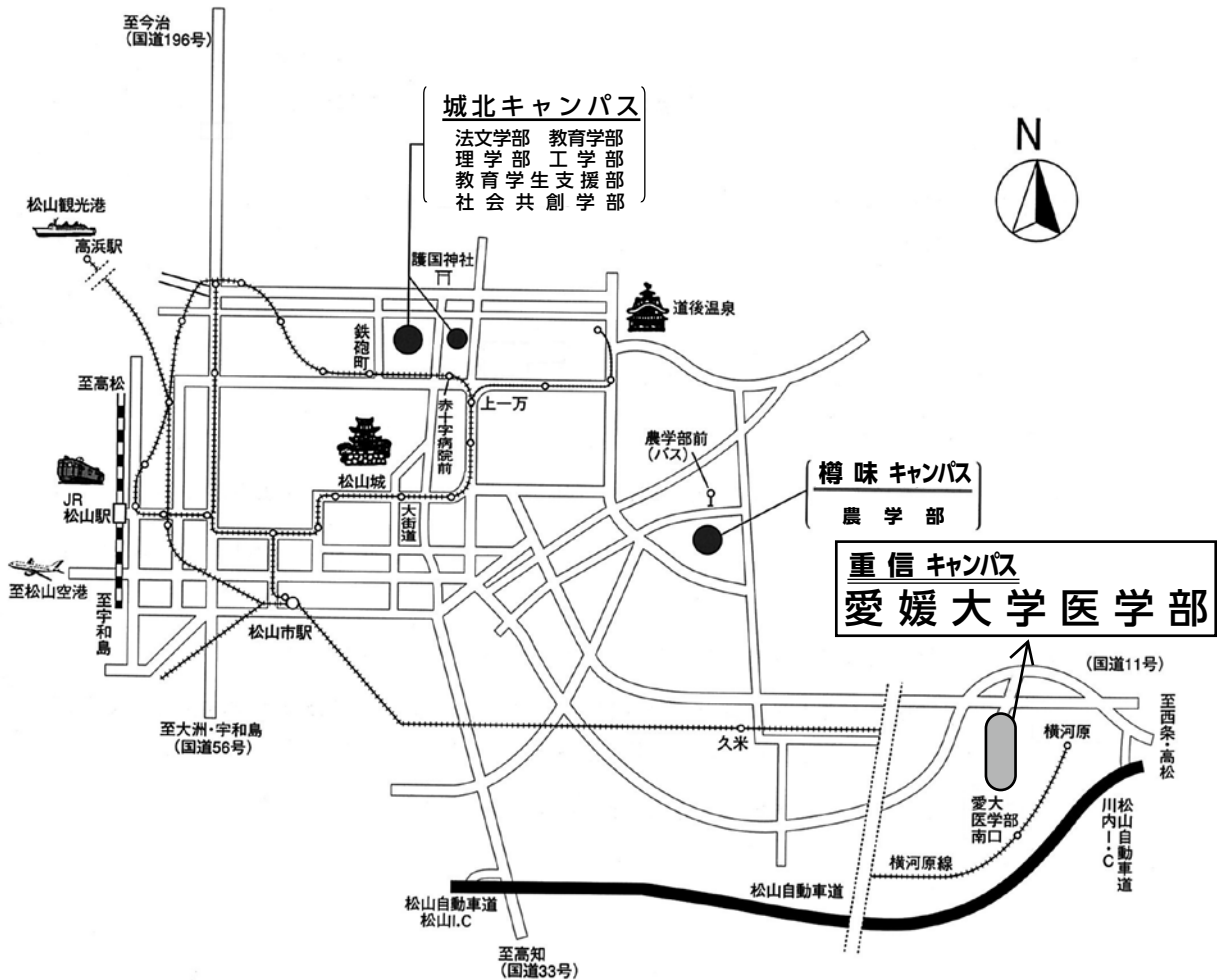 至今治
(国道196号)
城北キャンパス
法文学部 教育学部
理学部 工学部
教育学生支援部
社会共創学部
N
松山観光港
高浜駅
護国神社
道後温泉
鉄砲町
至高松
赤十字病院前
上一万
農学部前
(バス)
樽味 キャンパス
農学部
松山城
JR
松山駅
大街道
重信 キャンパス
愛媛大学医学部
至松山空港
至宇和島
松山市駅
(国道11号)
至大洲・宇和島
(国道56号)
久米
横河原
至西条・高松
愛大
医学部
南口
松山自動車道
川内I・C
横河原線
松山自動車道
松山自動車道
松山I.C
至高知
(国道33号)